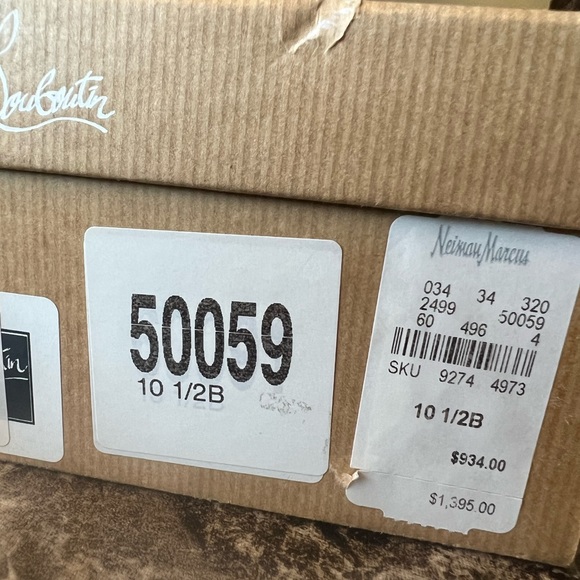 Louboutin
50059
10 1/2B
Neiman Marcus
034 34 320
2499 50059
60 496 4
SKU 9274 4973
10 1/2B
$934.00
$1,395.00